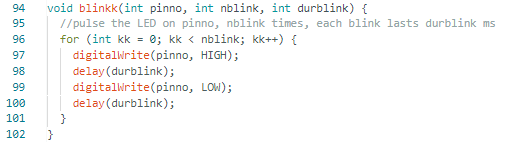 94 void blinkk(int pinno, int nblink, int durblink) {
95 //pulse the LED on pinno, nblink times, each blink lasts durblink ms
96 for (int kk = 0; kk < nblink; kk++) {
97 digitalWrite(pinno, HIGH);
98 delay(durblink);
99 digitalWrite(pinno, LOW);
100 delay(durblink);
101 }
102 }